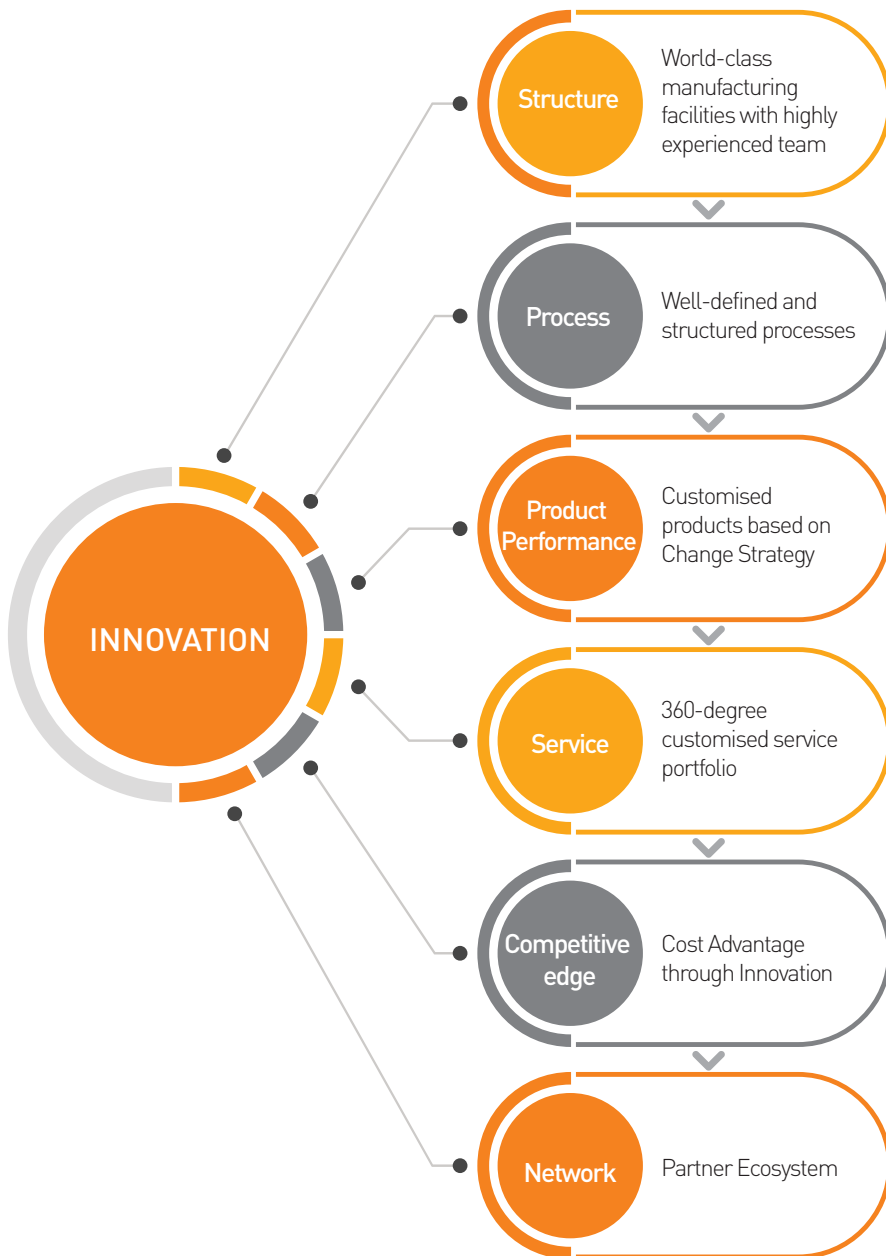 Structure
World-class
manufacturing
facilities with highly
experienced team
Process
Well-defined and
structured processes
Product
Performance
Customised
products based on
Change Strategy
INNOVATION
Service
360-degree
customised service
portfolio
Competitive
edge
Cost Advantage
through Innovation
Network
Partner Ecosystem